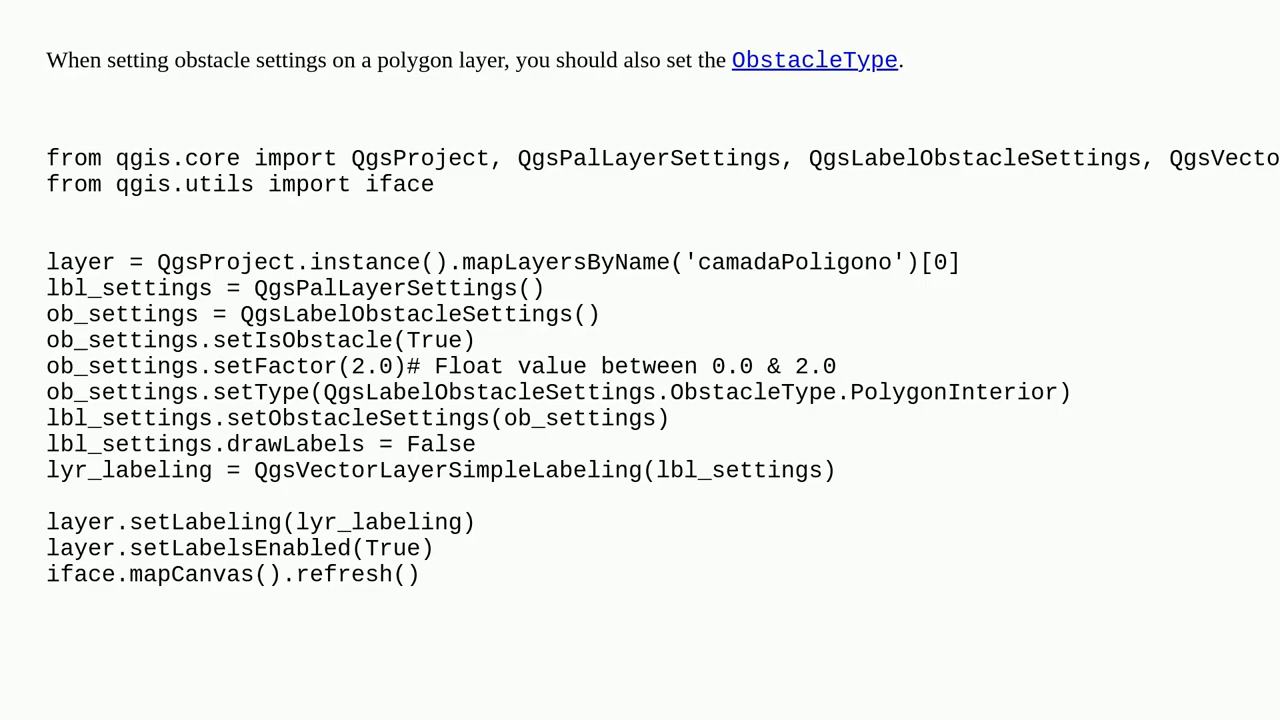 When setting obstacle settings on a polygon layer, you should also set the ObstacleType.
from qgis.core import QgsProject, QgsPalLayerSettings, QgsLabelObstacleSettings, QgsVecto
from qgis.utils import iface
layer = QgsProject.instance().mapLayersByName('camadaPoligono')[0]
lbl_settings = QgsPalLayerSettings()
ob_settings = QgsLabelObstacleSettings()
ob_settings.setIsObstacle(True)
ob_settings.setFactor(2.0)# Float value between 0.0 & 2.0
ob_settings.setType(QgsLabelObstacleSettings.ObstacleType.PolygonInterior)
lbl_settings.setObstacleSettings(ob_settings)
lbl_settings.drawLabels = False
lyr_labeling = QgsVectorLayerSimpleLabeling(lbl_settings)
layer.setLabeling(lyr_labeling)
layer.setLabelsEnabled(True)
iface.mapCanvas().refresh()